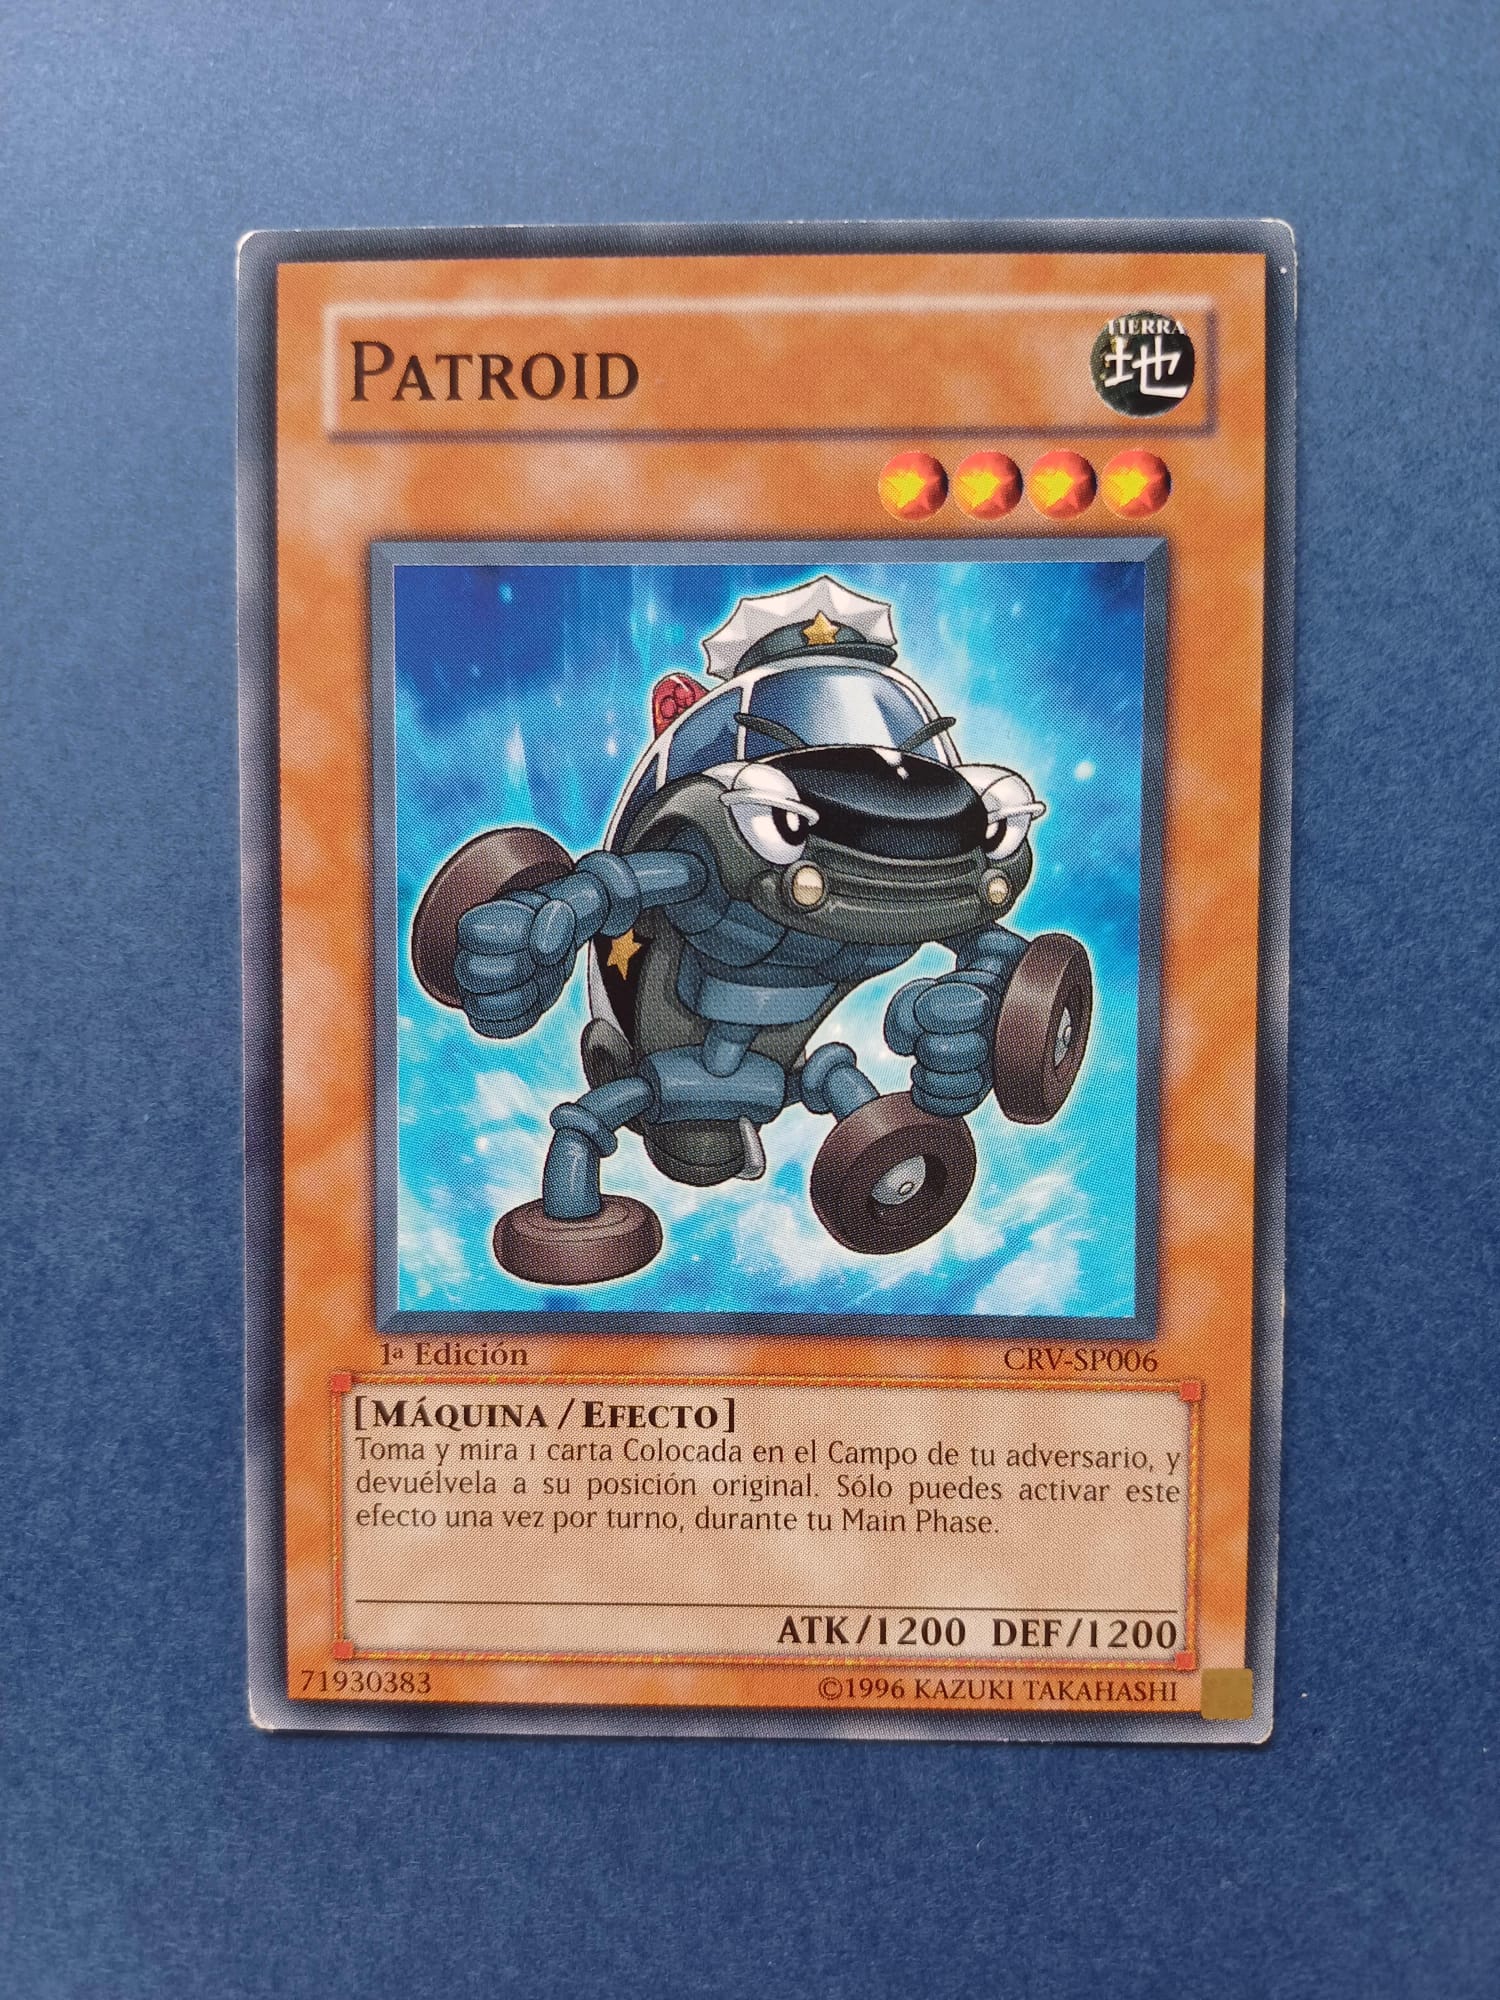 PATROID
TIERRA
地
1ª Edición
CRV-SP006
[MÁQUINA / EFECTO]
Toma y mira 1 carta Colocada en el Campo de tu adversario, y
devuélvela a su posición original. Sólo puedes activar este
efecto una vez por turno, durante tu Main Phase.
ATK/1200 DEF/1200
71930383
©1996 KAZUKI TAKAHASHI